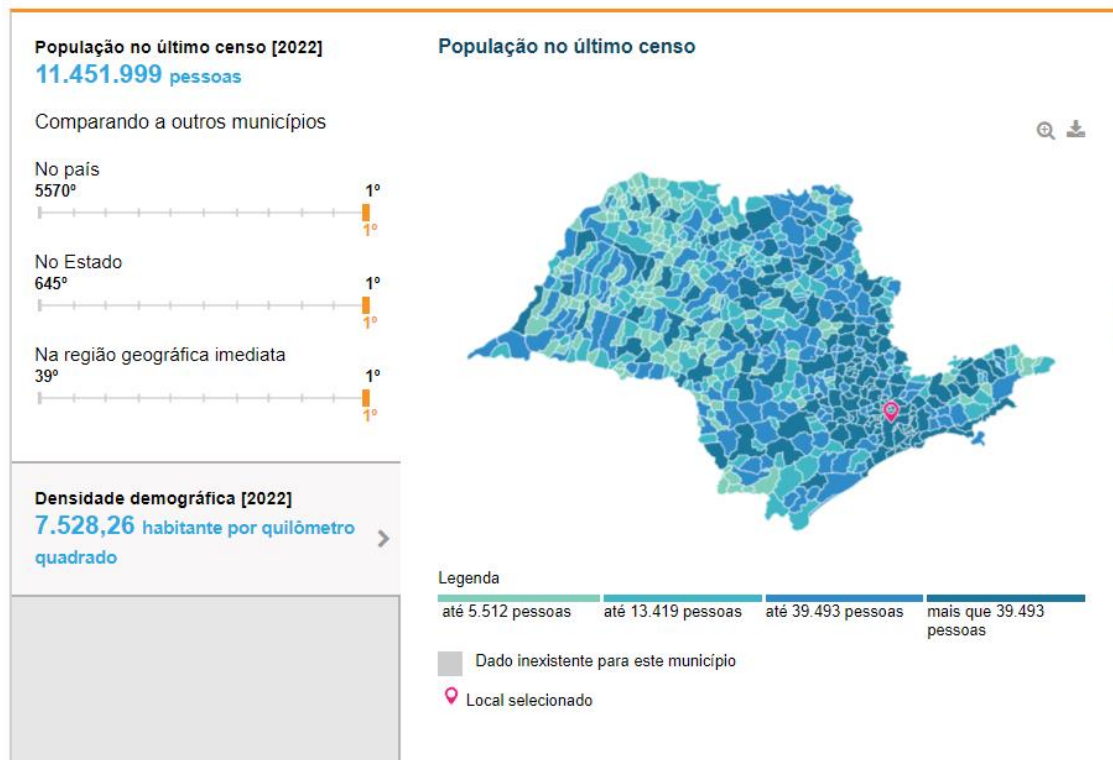 População no último censo [2022]
11.451.999 pessoas
Comparando a outros municípios
No país
5570º 1º
1º
No Estado
645º 1º
1º
Na região geográfica imediata
39º 1º
1º
Densidade demográfica [2022]
7.528,26 habitante por quilômetro
quadrado
População no último censo
Legenda
até 5.512 pessoas
até 13.419 pessoas
até 39.493 pessoas
mais que 39.493
pessoas
Dado inexistente para este município
Local selecionado